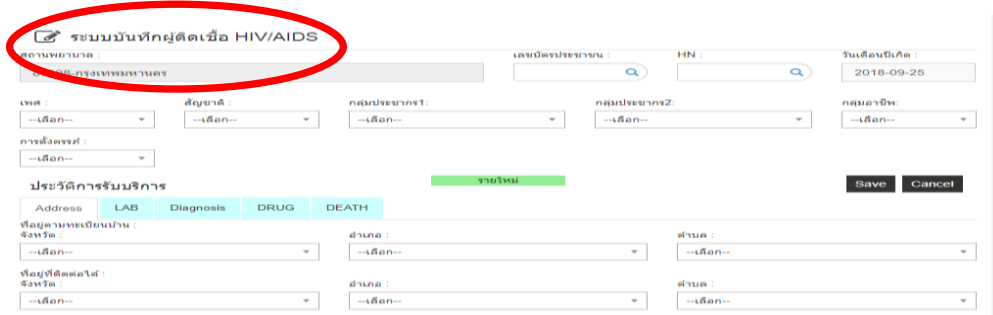 ระบบบันทึกผู้ติดเชื้อ HIV/AIDS
สถานพยาบาล : เลขบัตรประชาชน : HN : วันเดือนปีเกิด :
-กรุงเทพมหานคร 2018-09-25
เพศ : สัญชาติ : กลุ่มประชากร1: กลุ่มประชากร2: กลุ่มอาชีพ:
--เลือก-- --เลือก-- --เลือก-- --เลือก-- --เลือก--
การตั้งครรภ์ :
--เลือก--
ประวัติการรับบริการ รายใหม่ Save Cancel
Address LAB Diagnosis DRUG DEATH
ที่อยู่ตามทะเบียนบ้าน :
จังหวัด : อำเภอ : ตำบล :
--เลือก-- --เลือก-- --เลือก--
ที่อยู่ที่ติดต่อได้ :
จังหวัด : อำเภอ : ตำบล :
--เลือก-- --เลือก-- --เลือก--